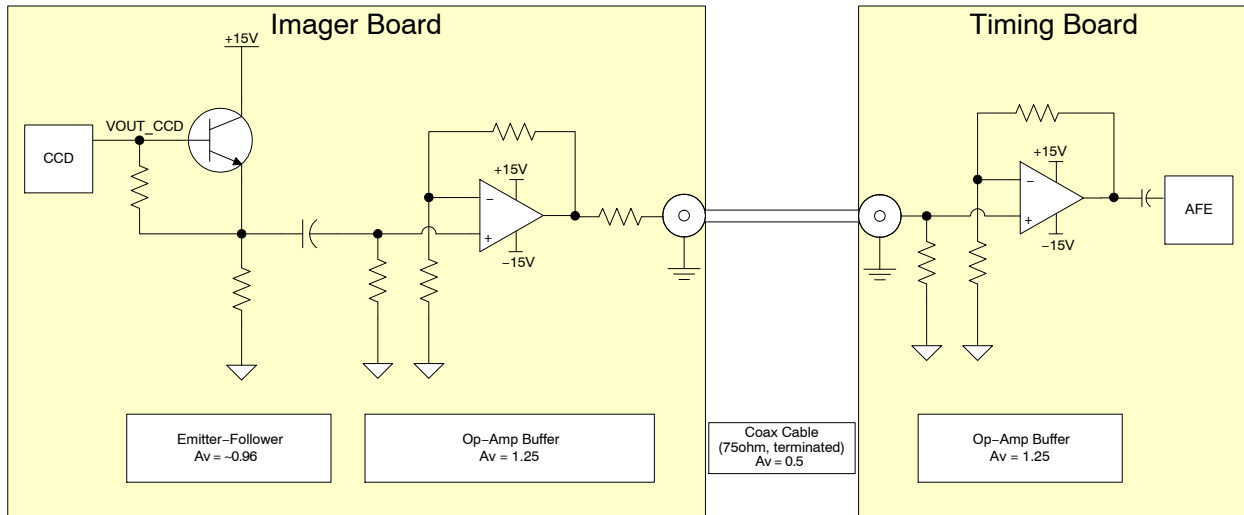 Imager Board
Timing Board
+15V
VOUT_CCD
CCD
+15V
−
+
−15V
+15V
−
+
−15V
AFE
Emitter−Follower
Av = ~0.96
Op−Amp Buffer
Av = 1.25
Coax Cable
(75ohm, terminated)
Av = 0.5
Op−Amp Buffer
Av = 1.25